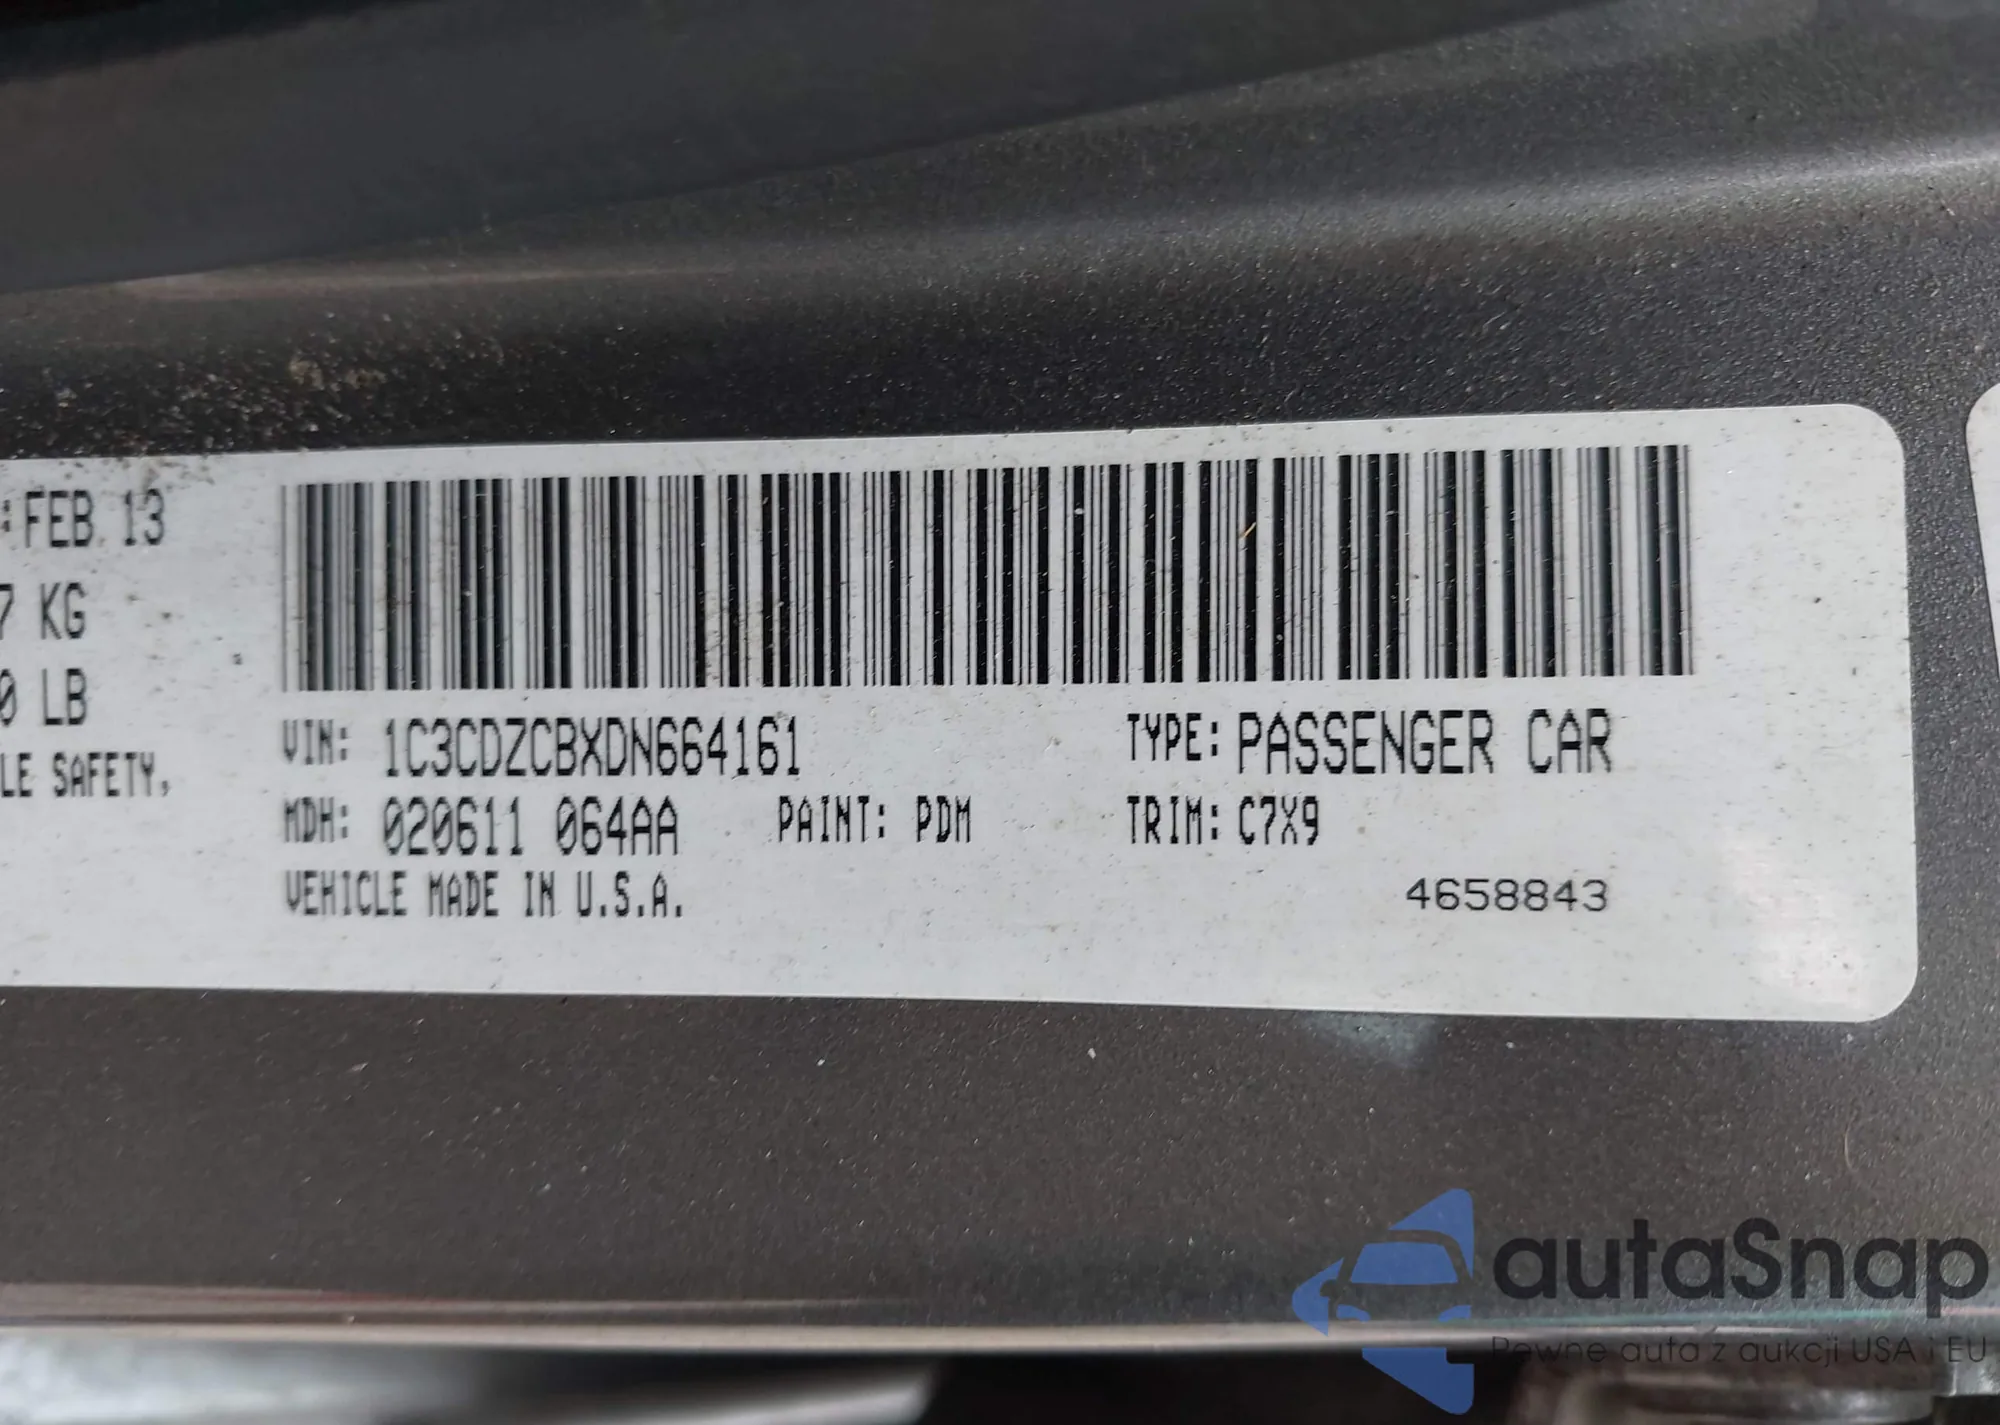 :FEB 13
7 KG
0 LB
LE SAFETY,
VIN: 1C3CDZCBXDN664161
TYPE: PASSENGER CAR
MDH: 020611 064AA PAINT: PDM TRIM: C7X9
VEHICLE MADE IN U.S.A.
4658843
autaSnap
Pewne auta z aukcji USA i EU